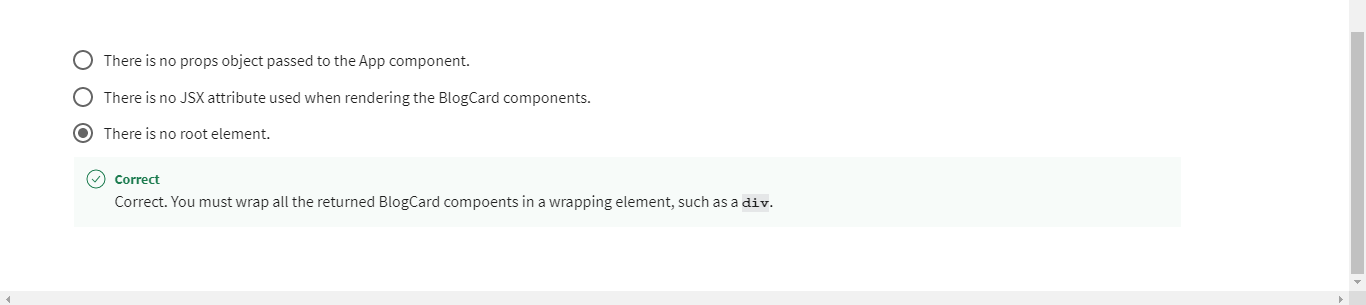 There is no props object passed to the App component.
There is no JSX attribute used when rendering the BlogCard components.
There is no root element.
Correct
Correct. You must wrap all the returned BlogCard compoents in a wrapping element, such as a div.